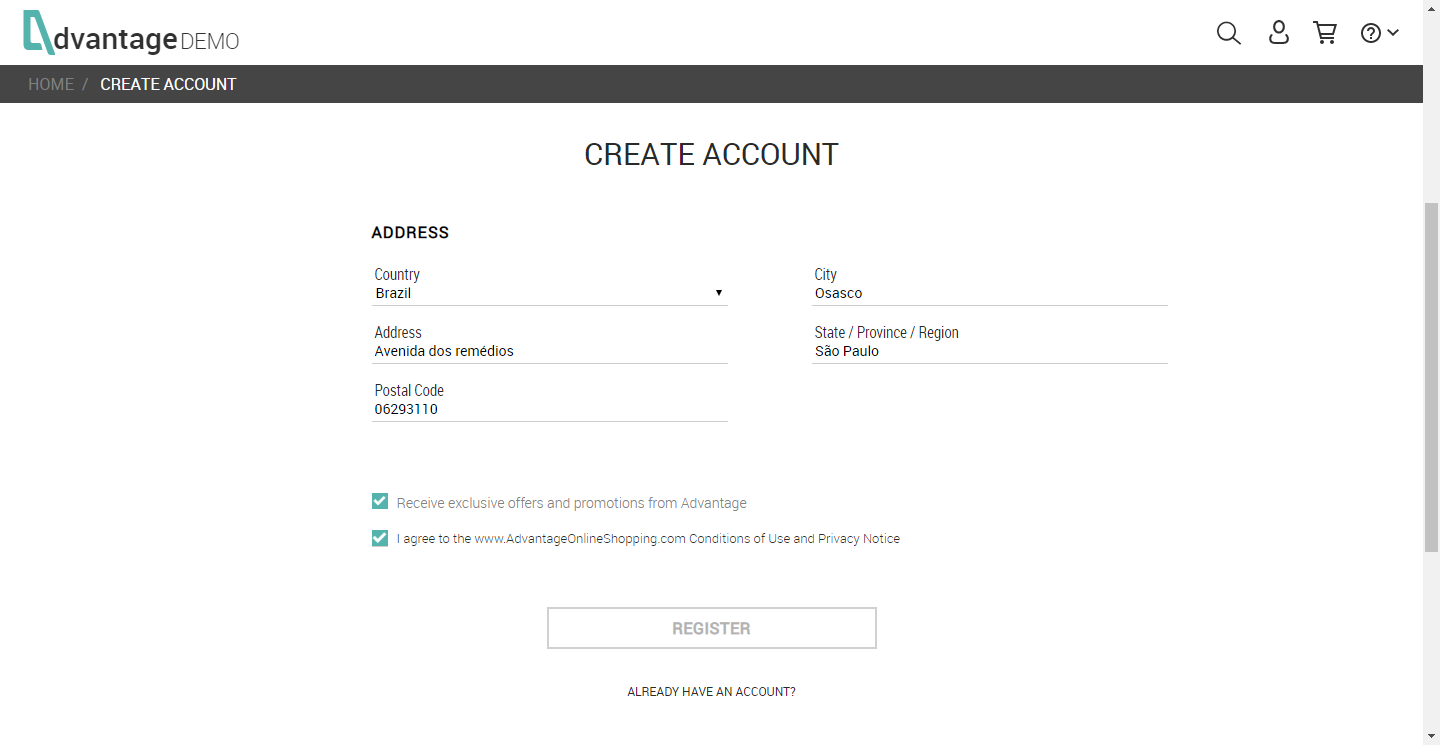 dvantage DEMO
HOME / CREATE ACCOUNT
CREATE ACCOUNT
ADDRESS
Country
Brazil
City
Osasco
Address
Avenida dos remédios
State / Province / Region
São Paulo
Postal Code
06293110
Receive exclusive offers and promotions from Advantage
I agree to the www.AdvantageOnlineShopping.com Conditions of Use and Privacy Notice
REGISTER
ALREADY HAVE AN ACCOUNT?